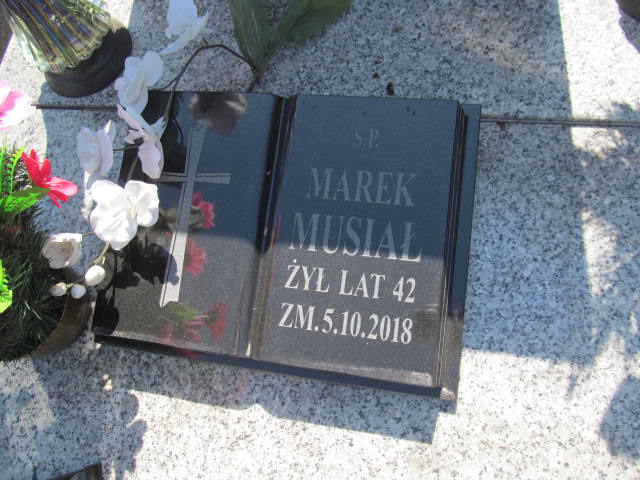 S.P.
MAREK
MUSIAŁ
ŻYŁ LAT 42
ZM.5.10.2018